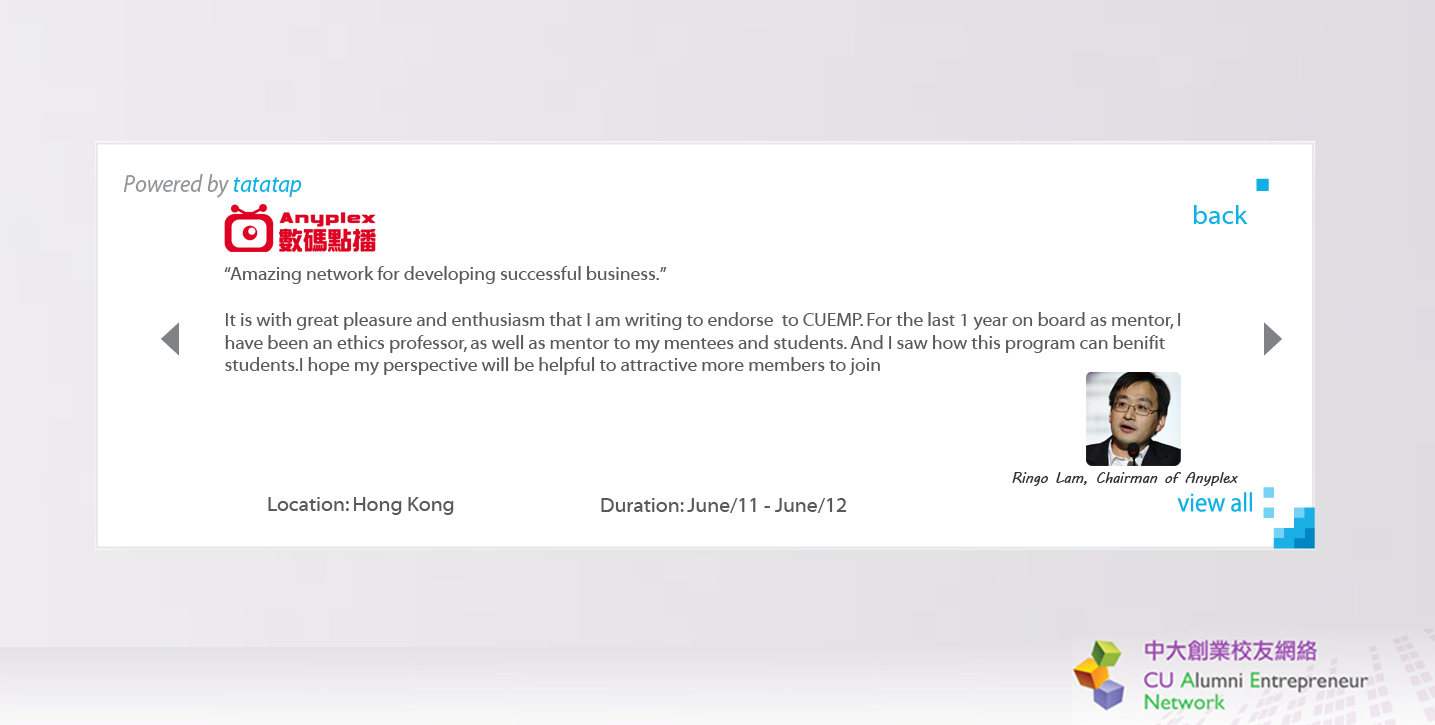 Powered by tatatap
back
Anyplex
數碼點播
“Amazing network for developing successful business.”
It is with great pleasure and enthusiasm that I am writing to endorse  to CUEMP. For the last 1 year on board as mentor, I
have been an ethics professor, as well as mentor to my mentees and students. And I saw how this program can benifit
students.I hope my perspective will be helpful to attractive more members to join
Ringo Lam, Chairman of Anyplex
Location: Hong Kong
Duration: June/11 - June/12
view all
中大創業校友網絡
CU Alumni Entrepreneur
Network